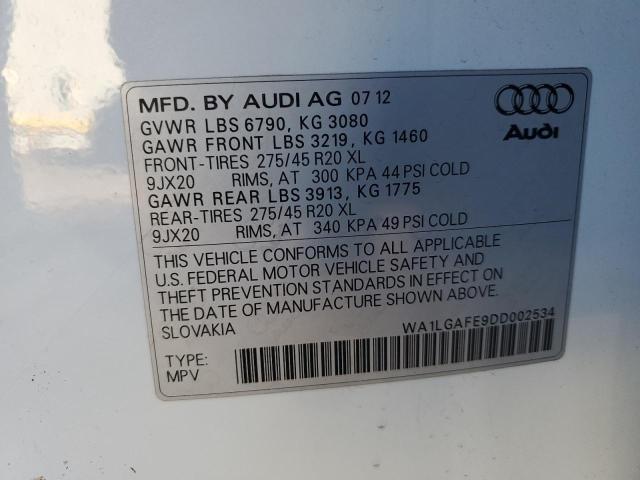 MFD. BY AUDI AG 07 12
GVWR LBS 6790, KG 3080
GAWR FRONT LBS 3219, KG 1460
FRONT-TIRES 275/45 R20 XL
9JX20 RIMS, AT 300 KPA 44 PSI COLD
GAWR REAR LBS 3913, KG 1775
REAR-TIRES 275/45 R20 XL
9JX20 RIMS, AT 340 KPA 49 PSI COLD
Audi
THIS VEHICLE CONFORMS TO ALL APPLICABLE
U.S. FEDERAL MOTOR VEHICLE SAFETY AND
THEFT PREVENTION STANDARDS IN EFFECT ON
THE DATE OF MANUFACTURE SHOWN ABOVE.
SLOVAKIA
WA1LGAFE9DD002534
TYPE:
MPV